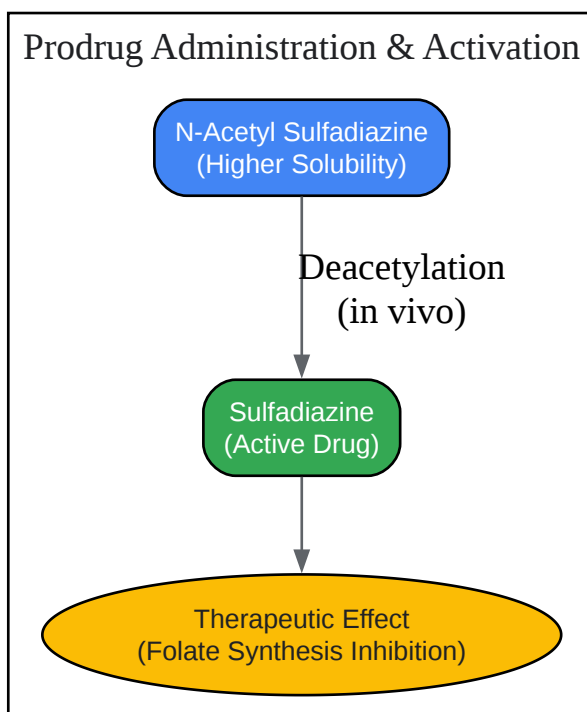 Prodrug Administration & Activation
N-Acetyl Sulfadiazine
(Higher Solubility)
Deacetylation
(in vivo)
Sulfadiazine
(Active Drug)
Therapeutic Effect
(Folate Synthesis Inhibition)